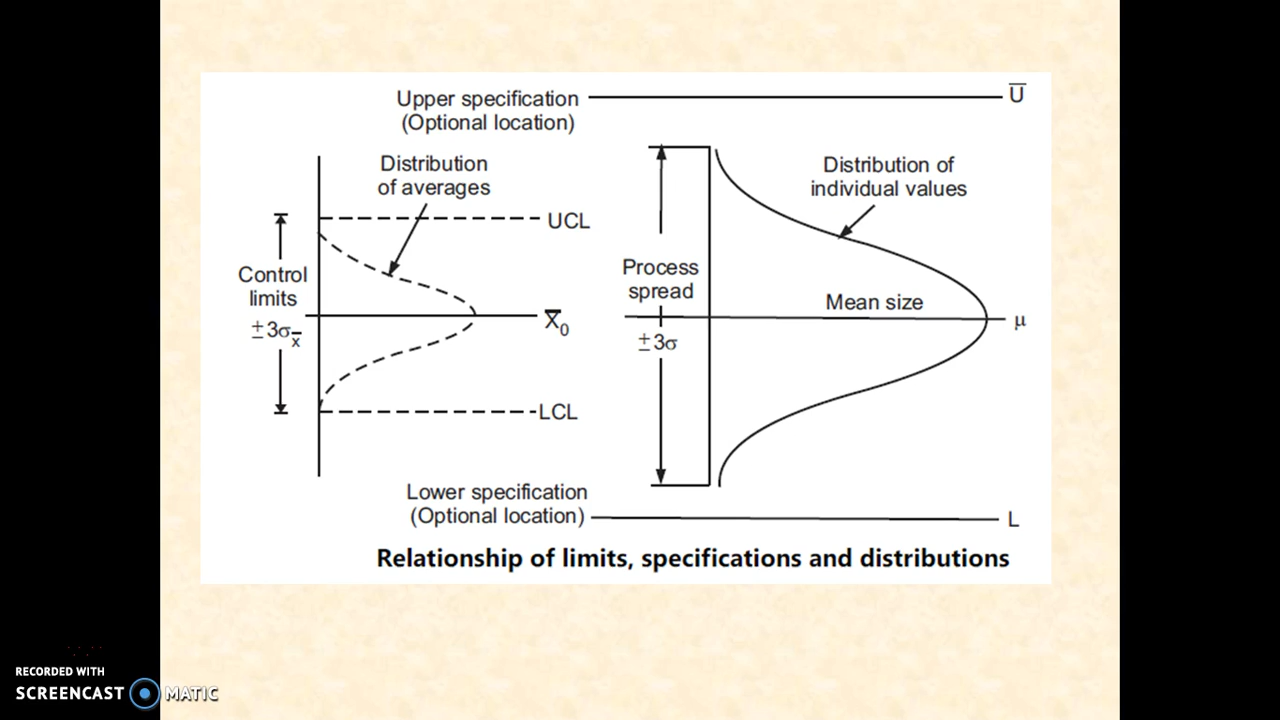 Upper specification
(Optional location)
U̅
Distribution
of averages
Distribution of
individual values
UCL
Control
limits
±3σx̅
X̅0
LCL
Process
spread
±3σ
Mean size
μ
Lower specification
(Optional location)
L
Relationship of limits, specifications and distributions
RECORDED WITH
SCREENCAST MATIC